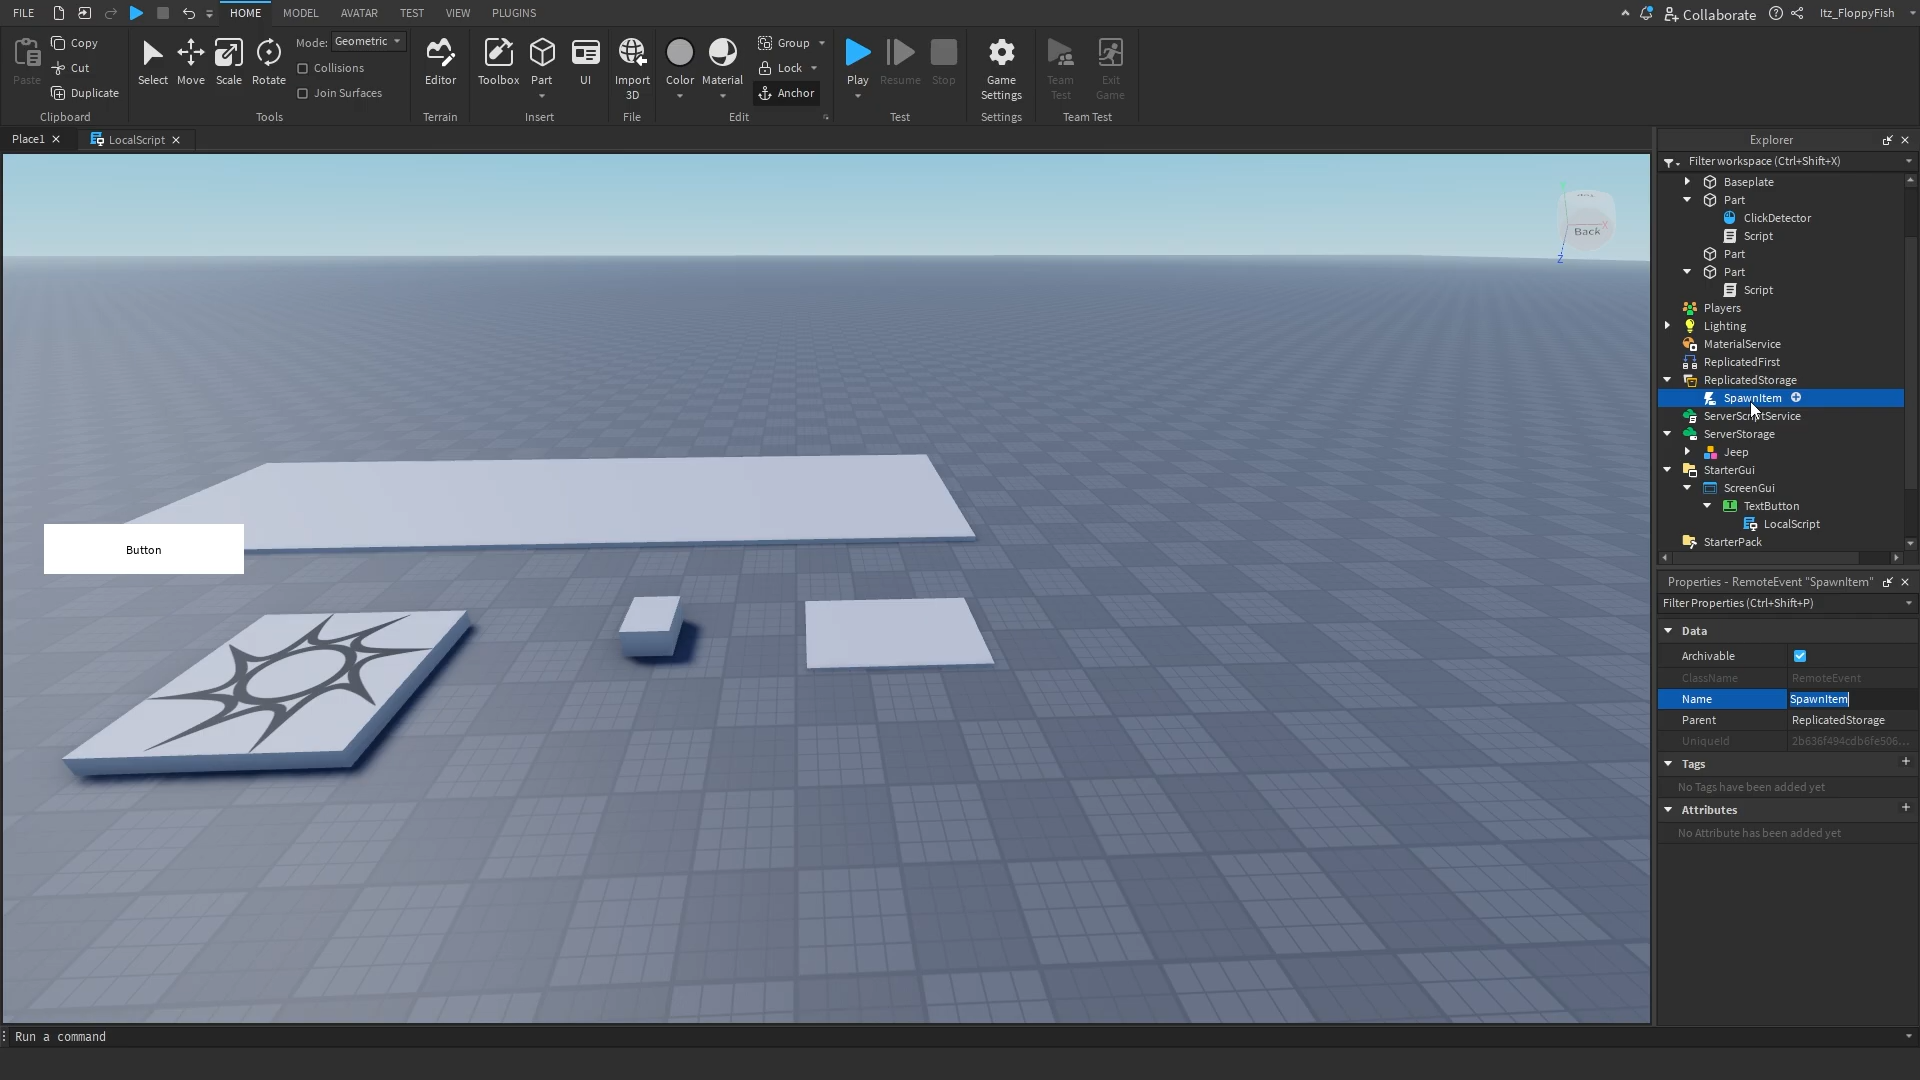 FILE
HOME
MODEL
AVATAR
TEST
VIEW
PLUGINS
Collaborate
Itz_FloppyFish
Paste
Copy
Cut
Duplicate
Clipboard
Select
Move
Scale
Rotate
Mode: Geometric
Collisions
Join Surfaces
Tools
Editor
Terrain
Toolbox
Part
UI
Insert
Import
3D
File
Color
Material
Group
Lock
Anchor
Edit
Play
Resume
Stop
Test
Game
Settings
Settings
Team
Test
Exit
Game
Team Test
Place1
LocalScript
Back
Z
Button
Explorer
Filter workspace (Ctrl+Shift+X)
Baseplate
Part
ClickDetector
Script
Part
Part
Script
Players
Lighting
MaterialService
ReplicatedFirst
ReplicatedStorage
SpawnItem
ServerScriptService
ServerStorage
Jeep
StarterGui
ScreenGui
TextButton
LocalScript
StarterPack
Properties - RemoteEvent "SpawnItem"
Filter Properties (Ctrl+Shift+P)
Data
Archivable
ClassName RemoteEvent
Name SpawnItem
Parent ReplicatedStorage
UniqueId 2b636f494cdb6fe506...
Tags
No Tags have been added yet
Attributes
No Attribute has been added yet
Run a command